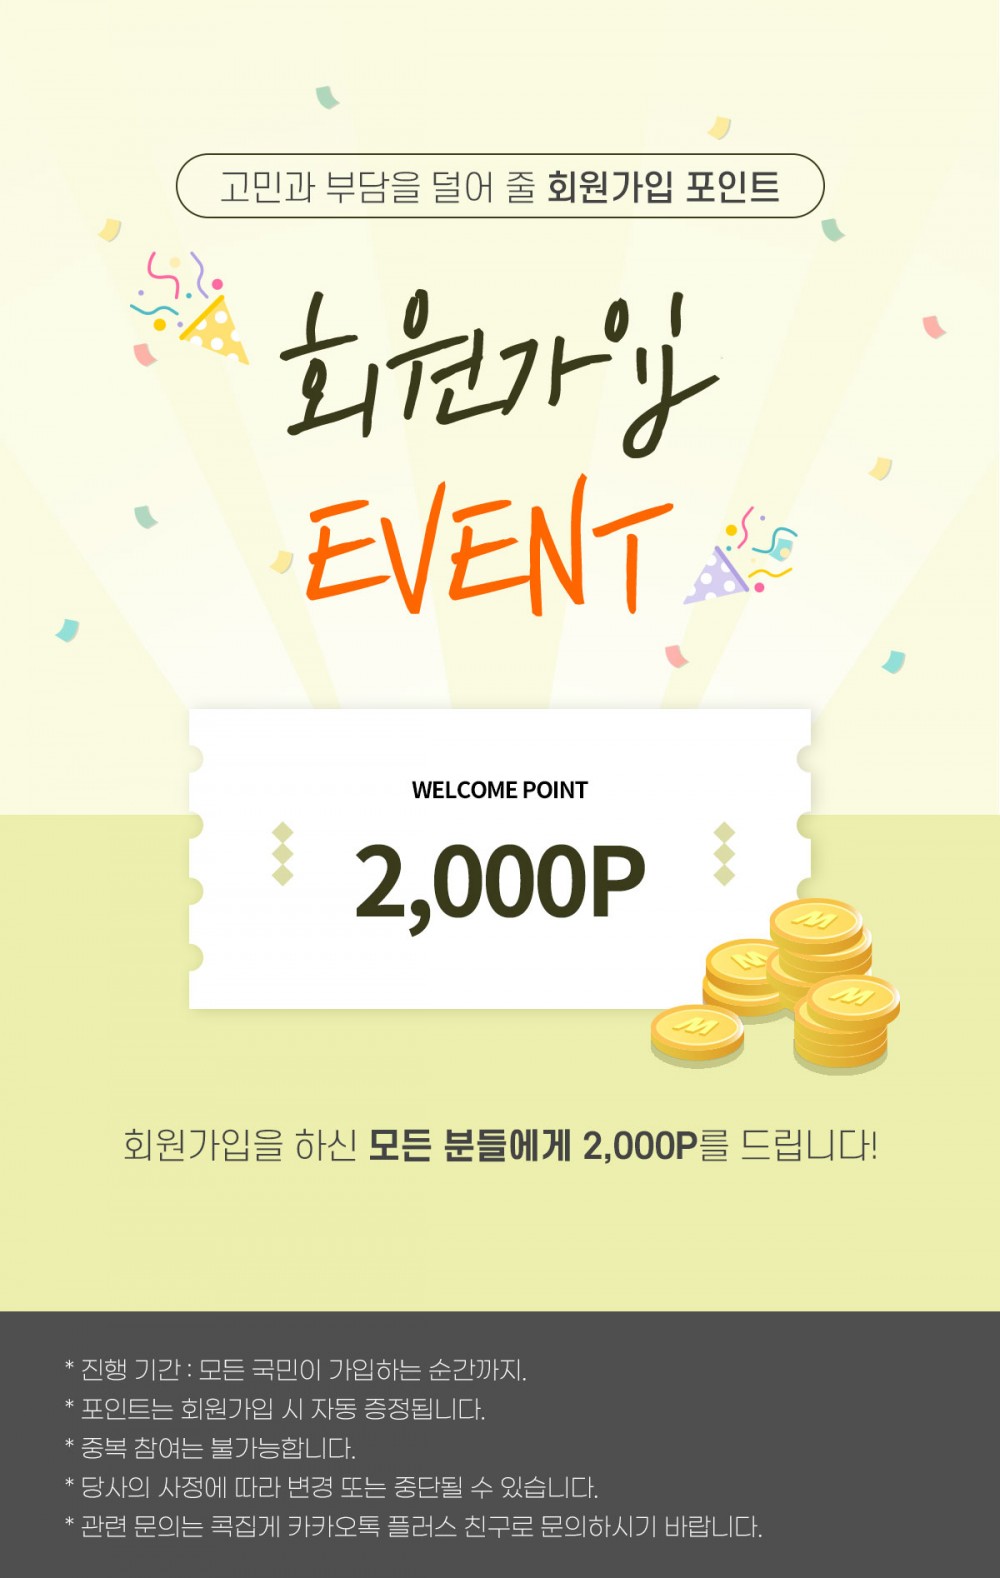 고민과 부담을 덜어 줄 회원가입 포인트
회원가입
EVENT
WELCOME POINT
2,000P
M
M
M
M
회원가입을 하신 모든 분들에게 2,000P를 드립니다!
* 진행 기간 : 모든 국민이 가입하는 순간까지.
* 포인트는 회원가입 시 자동 증정됩니다.
* 중복 참여는 불가능합니다.
* 당사의 사정에 따라 변경 또는 중단될 수 있습니다.
* 관련 문의는 콕집게 카카오톡 플러스 친구로 문의하시기 바랍니다.